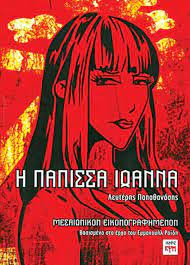 Η ΠΑΠΙΣΣΑ ΙΩΑΝΝΑ
Λευτέρης Παπαθανάσης
ΜΕΣΑΙΩΝΙΚΟΝ ΕΙΚΟΝΟΓΡΑΦΗΜΕΝΟΝ
Βασισμένο στο έργο του Εμμανουήλ Ροΐδη